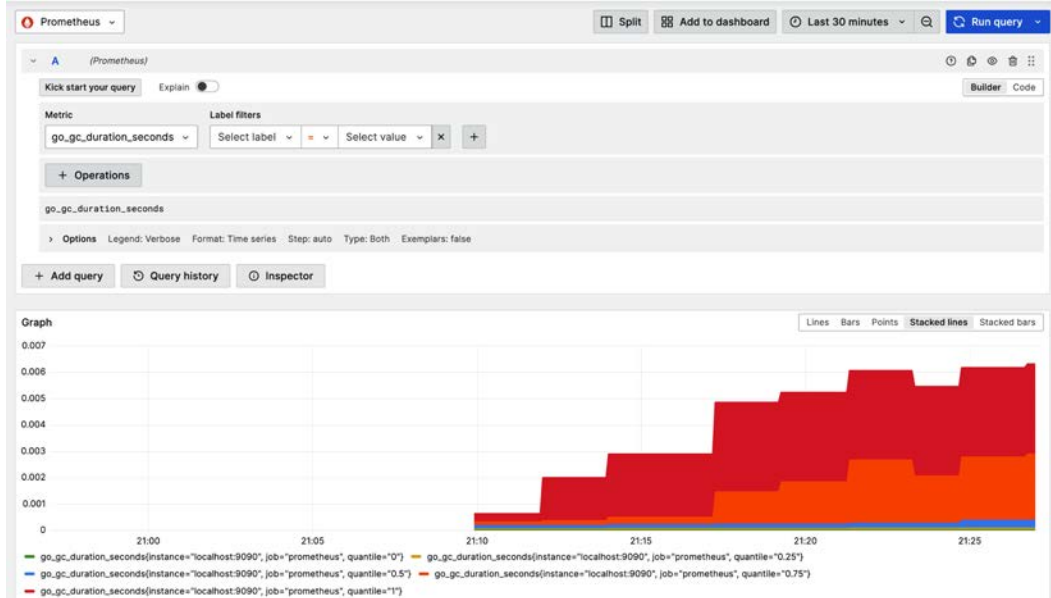 Prometheus
Split
Add to dashboard
Last 30 minutes
Run query
A (Prometheus)
Kick start your query Explain
Builder Code
Metric Label filters
go_gc_duration_seconds Select label = Select value × +
+ Operations
go_gc_duration_seconds
> Options Legend: Verbose Format: Time series Step: auto Type: Both Exemplars: false
+ Add query
Query history
Inspector
Graph
Lines Bars Points Stacked lines Stacked bars
0.007
0.006
0.005
0.004
0.003
0.002
0.001
0
21:00 21:05 21:10 21:15 21:20 21:25
go_gc_duration_seconds{instance="localhost:9090", job="prometheus", quantile="0"} go_gc_duration_seconds{instance="localhost:9090", job="prometheus", quantile="0.25"}
go_gc_duration_seconds{instance="localhost:9090", job="prometheus", quantile="0.5"} go_gc_duration_seconds{instance="localhost:9090", job="prometheus", quantile="0.75"}
go_gc_duration_seconds{instance="localhost:9090", job="prometheus", quantile="1"}